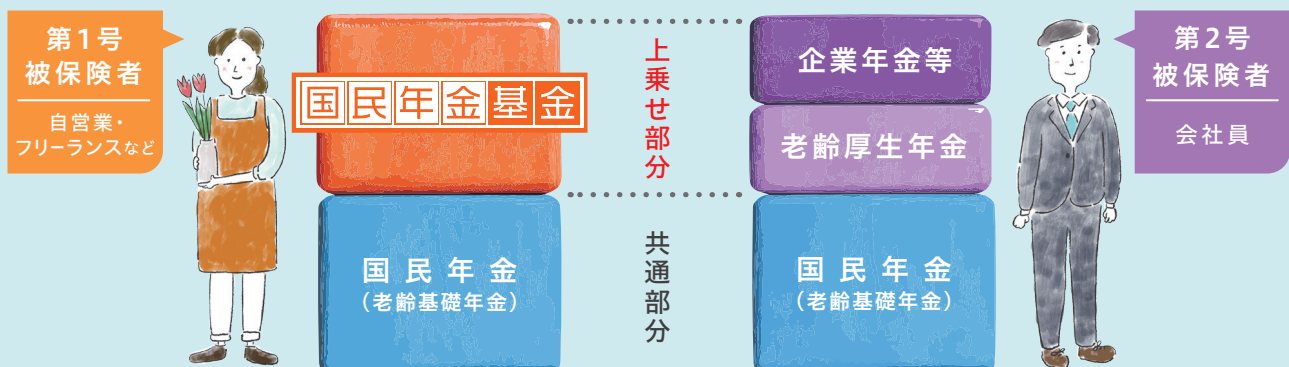 第1号
被保険者
自営業・
フリーランスなど
国民年金基金
国民年金
（老齢基礎年金）
上乗せ部分
共通部分
企業年金等
老齢厚生年金
国民年金
（老齢基礎年金）
第2号
被保険者
会社員